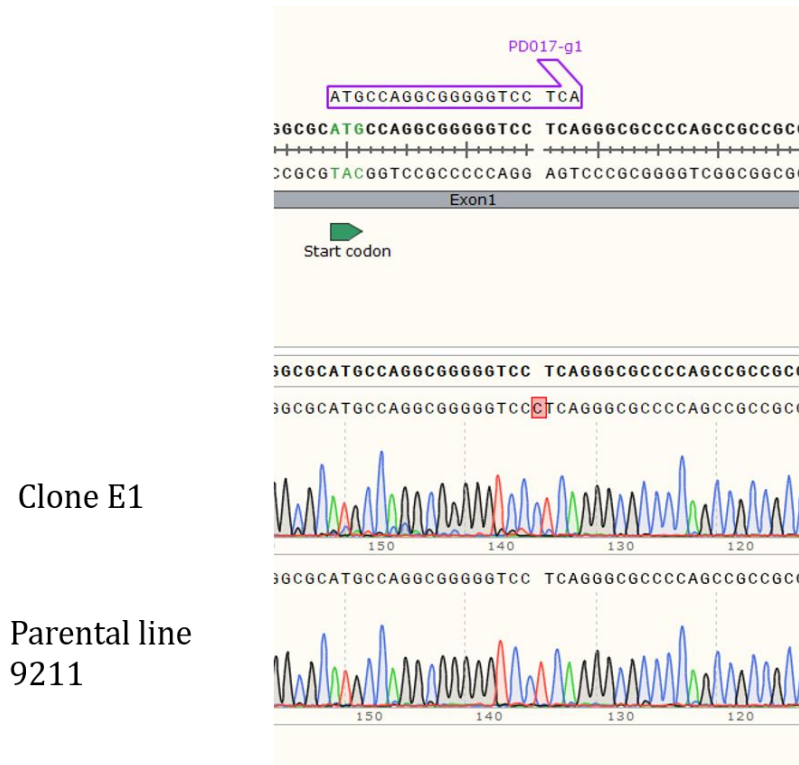 PD017-g1
ATGCCAGGCGGGGGTCC TCA
GGCGCATGCCAGGCGGGGGTCC TCAGGGCGCCCCAGCCGCCGC
CCGCGTACGGTCCGCCCCCAGG AGTCCCGCGGGGTCGGCGGCG
Exon1
Start codon
GGCGCATGCCAGGCGGGGGTCC TCAGGGCGCCCCAGCCGCCGC
GGCGCATGCCAGGCGGGGGTCCCTCAGGGCGCCCCAGCCGCCGC
Clone E1
150 140 130 120
GGCGCATGCCAGGCGGGGGTCC TCAGGGCGCCCCAGCCGCCGC
Parental line
9211
150 140 130 120